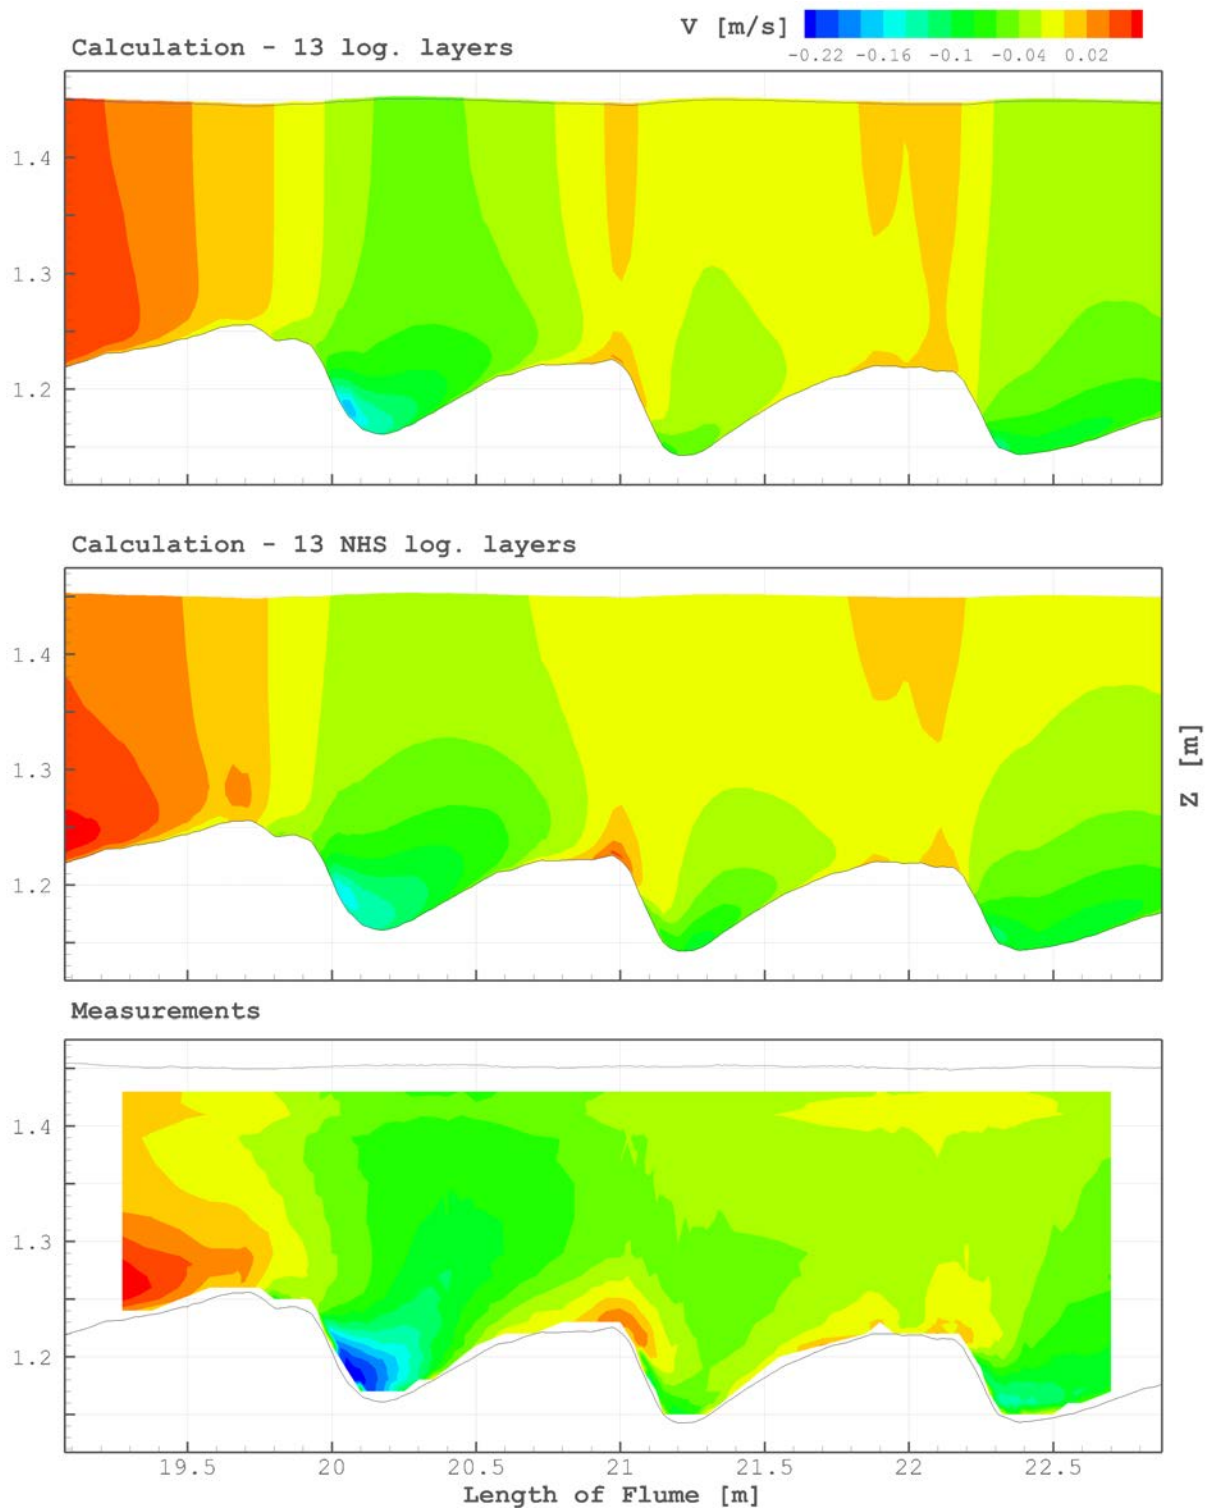 V [m/s]
-0.22 -0.16 -0.1 -0.04 0.02
Calculation - 13 log. layers
1.4
1.3
1.2
Calculation - 13 NHS log. layers
1.4
1.3
1.2
Z [m]
Measurements
1.4
1.3
1.2
19.5 20 20.5 21 21.5 22 22.5
Length of Flume [m]